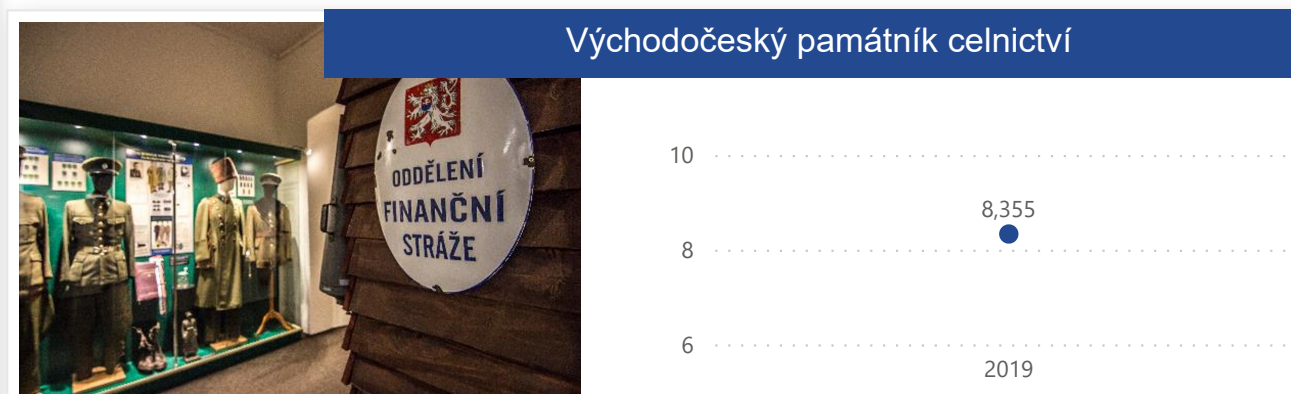 Východočeský památník celnictví
ODDĚLENÍ
FINANČNÍ
STRÁŽE
10
8,355
8
6
2019